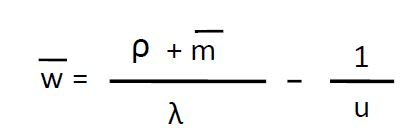 w̅ = (ρ + m̅) / λ − 1 / u